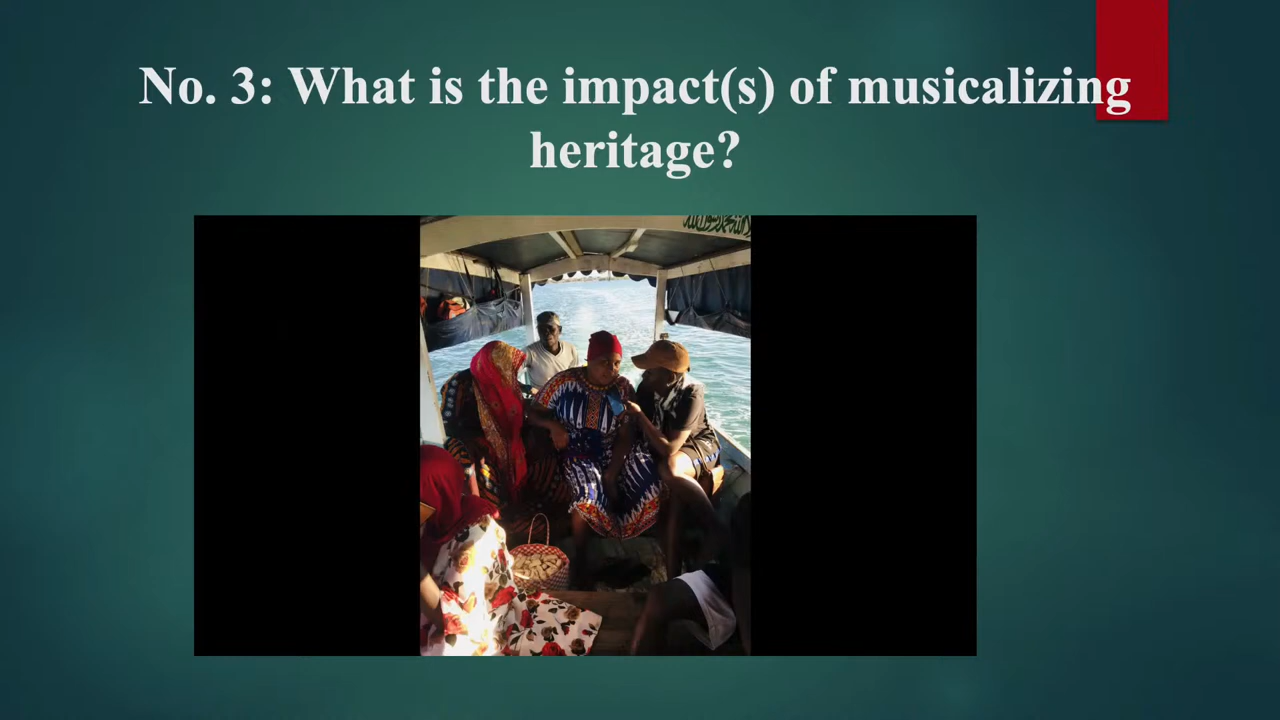 No. 3: What is the impact(s) of musicalizing
heritage?